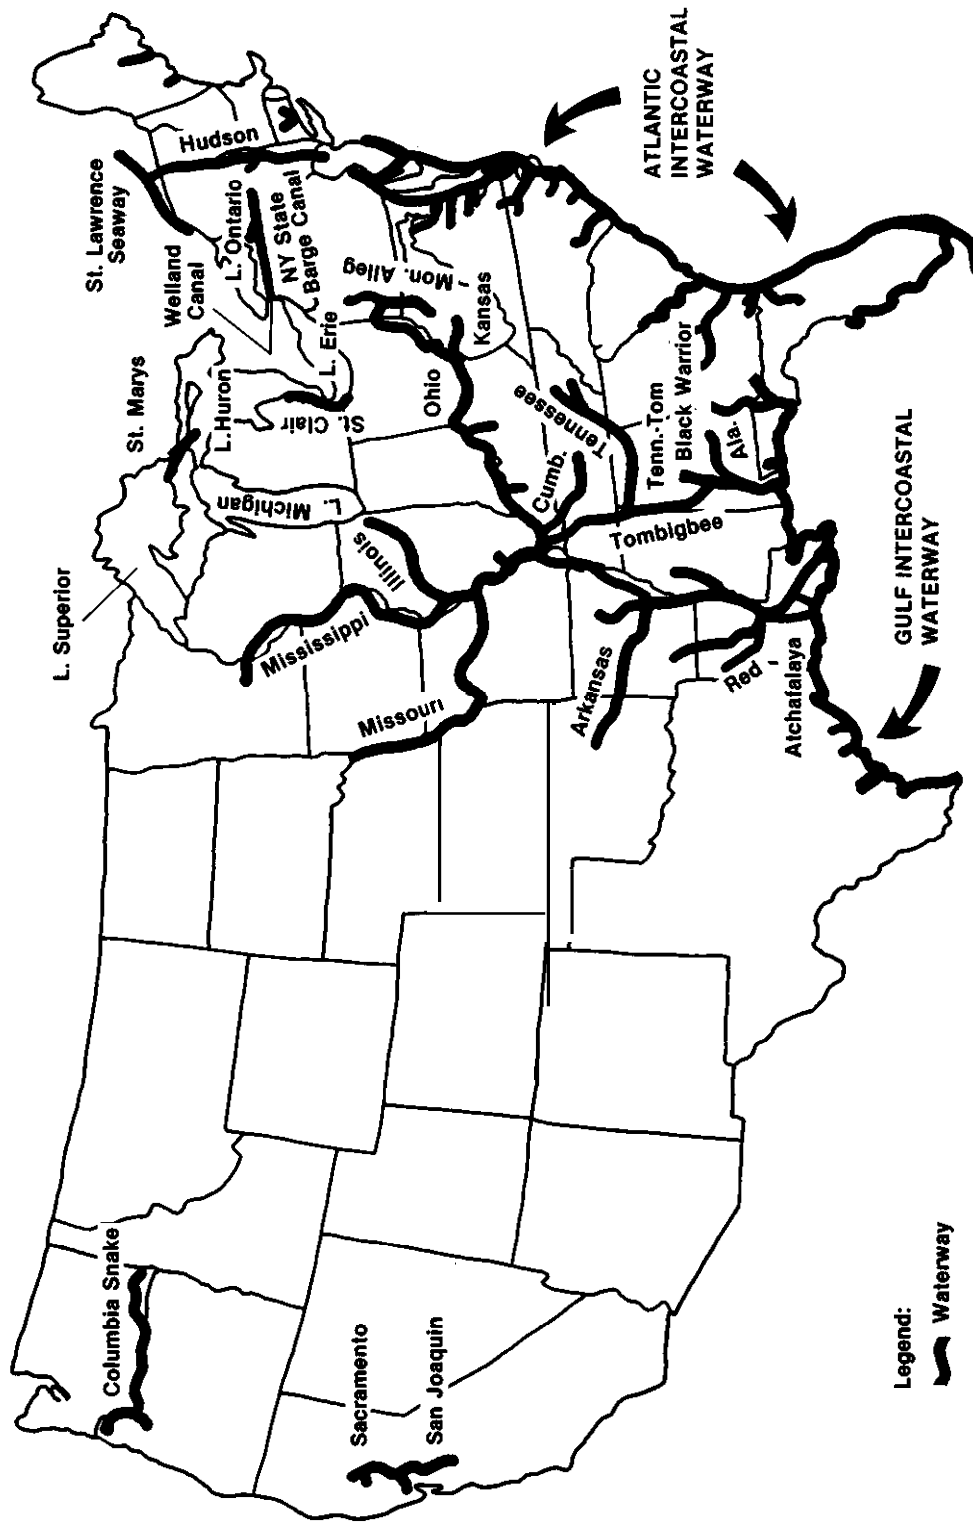 St. Lawrence
Seaway
Hudson
Welland
Canal
L. Ontario
NY State
Barge Canal
St. Marys
L. Huron
L. Erie
St. Clair
L. Michigan
L. Superior
Mon. Alleg
Kansas
Ohio
Illinois
Mississippi
Missouri
Cumb.
Tennessee
Tenn.-Tom
Black Warrior
Ala.
Tombigbee
Arkansas
Red
Atchafalaya
ATLANTIC
INTERCOASTAL
WATERWAY
GULF INTERCOASTAL
WATERWAY
Columbia Snake
Sacramento
San Joaquin
Legend:
Waterway